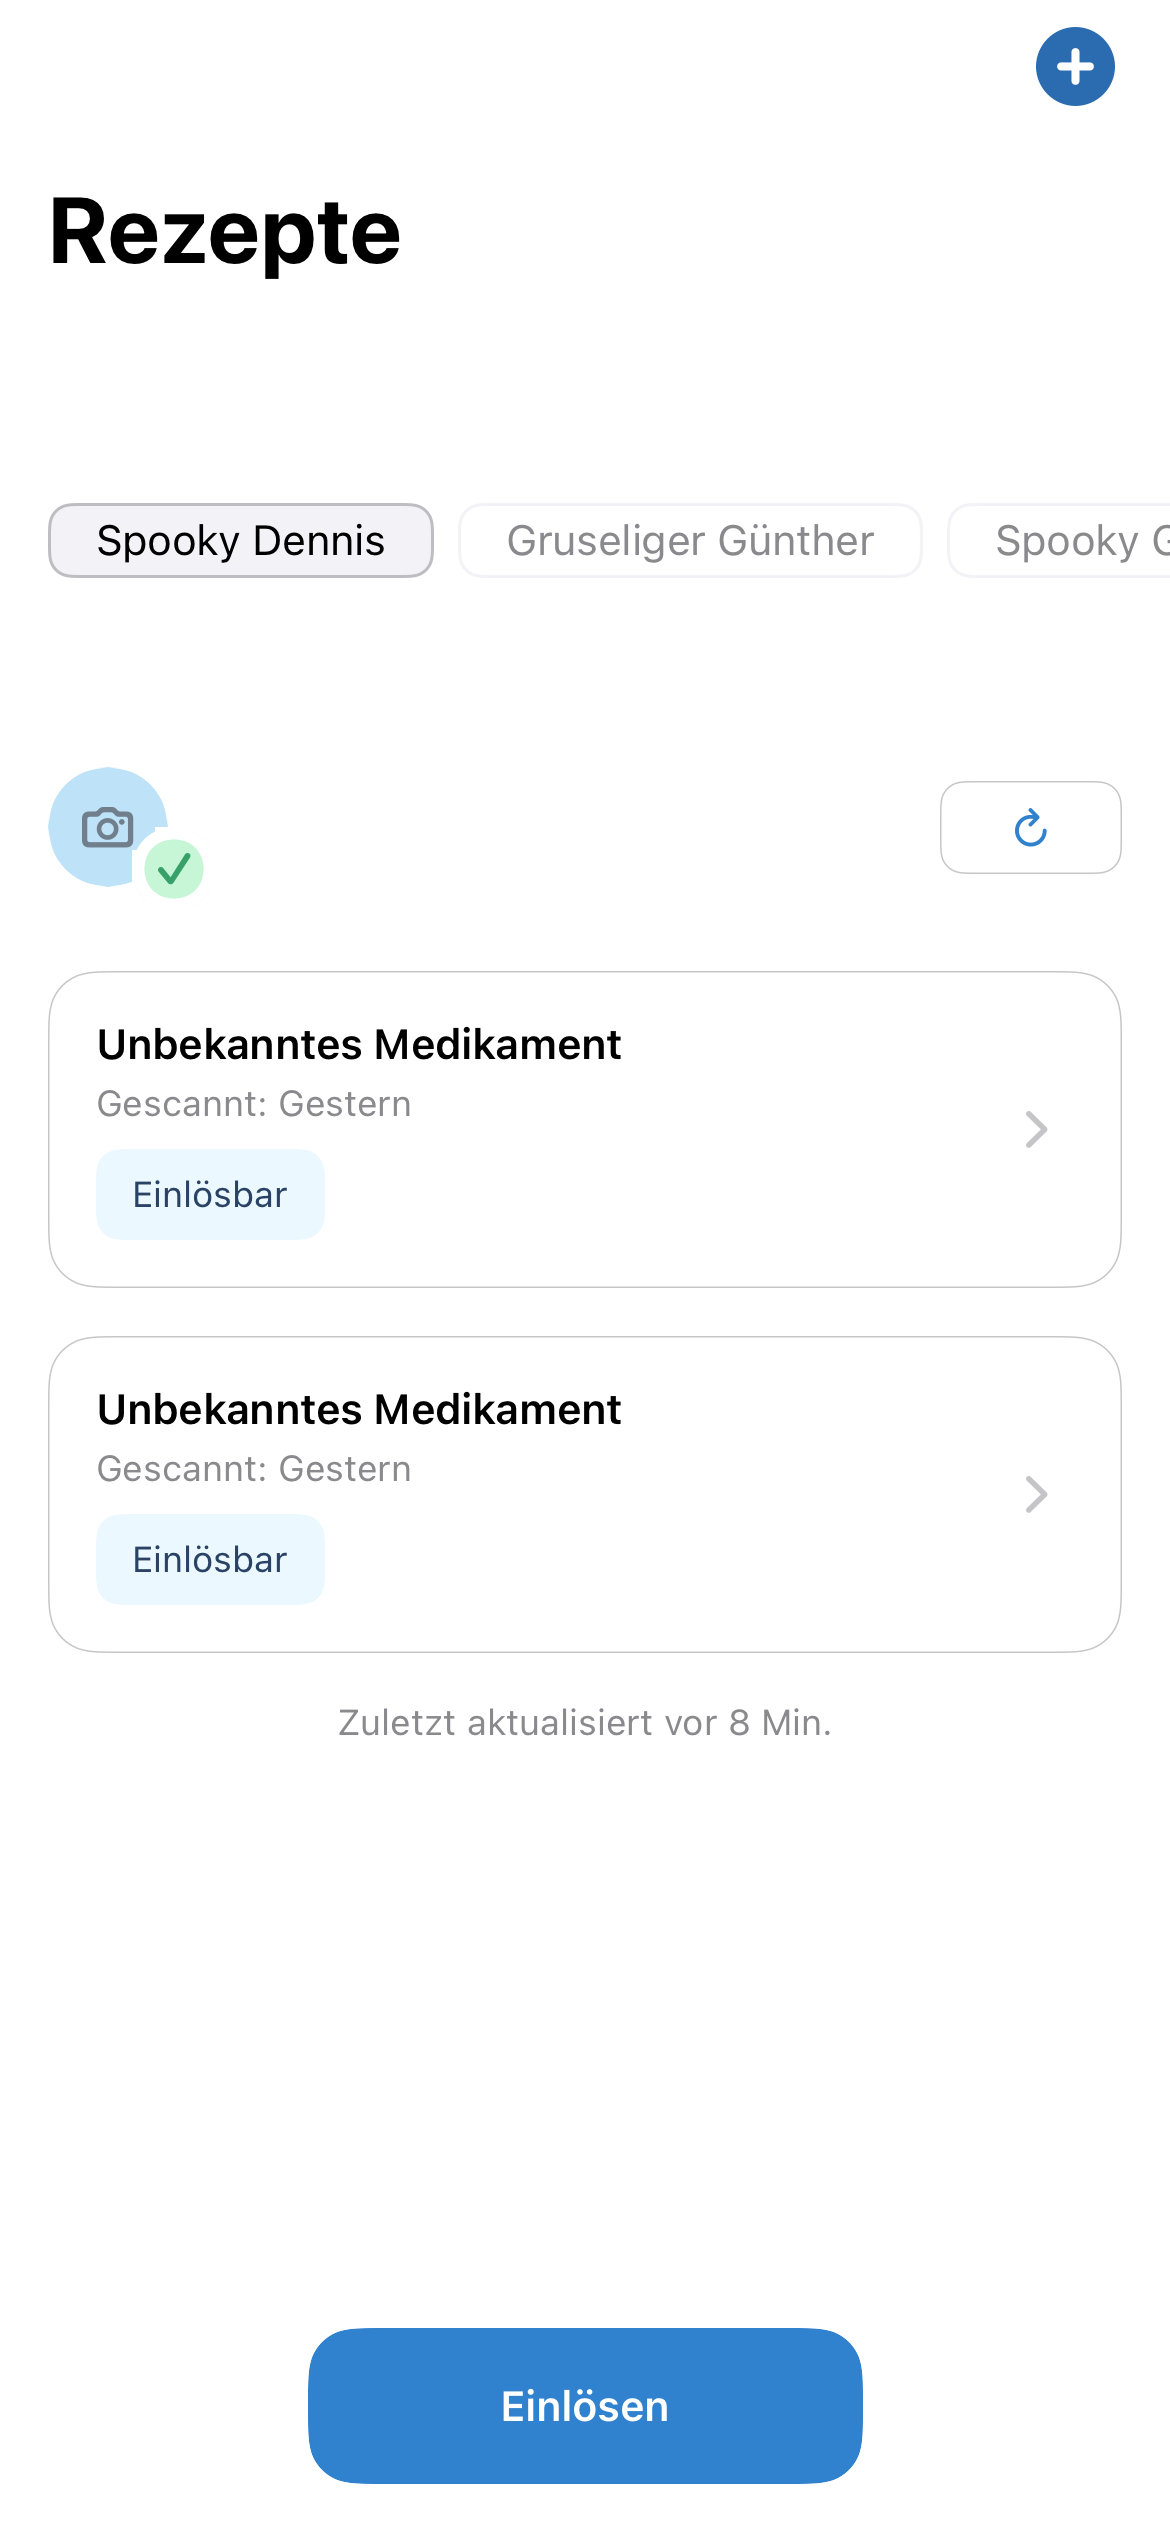 Rezepte
Spooky Dennis
Gruseliger Günther
Spooky
Unbekanntes Medikament
Gescannt: Gestern
Einlösbar
Unbekanntes Medikament
Gescannt: Gestern
Einlösbar
Zuletzt aktualisiert vor 8 Min.
Einlösen